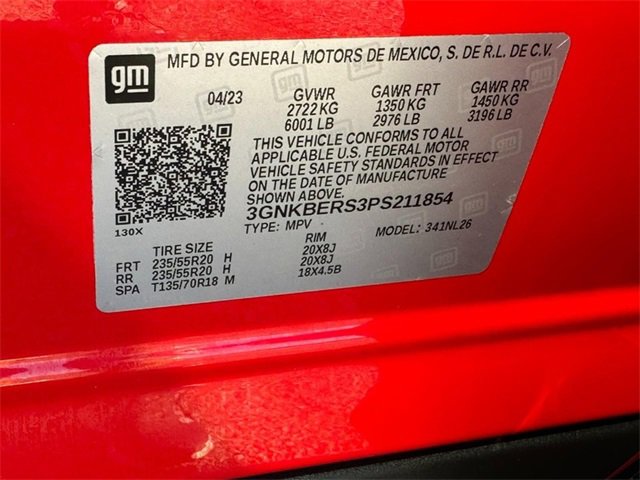 gm
MFD BY GENERAL MOTORS DE MEXICO, S. DE R.L. DE C.V.
04/23 GVWR GAWR FRT GAWR RR
2722 KG 1350 KG 1450 KG
6001 LB 2976 LB 3196 LB
THIS VEHICLE CONFORMS TO ALL
APPLICABLE U.S. FEDERAL MOTOR
VEHICLE SAFETY STANDARDS IN EFFECT
ON THE DATE OF MANUFACTURE
SHOWN ABOVE.
3GNKBERS3PS211854
130X
TYPE: MPV MODEL: 341NL26
TIRE SIZE RIM
FRT 235/55R20 H 20X8J
RR 235/55R20 H 20X8J
SPA T135/70R18 M 18X4.5B